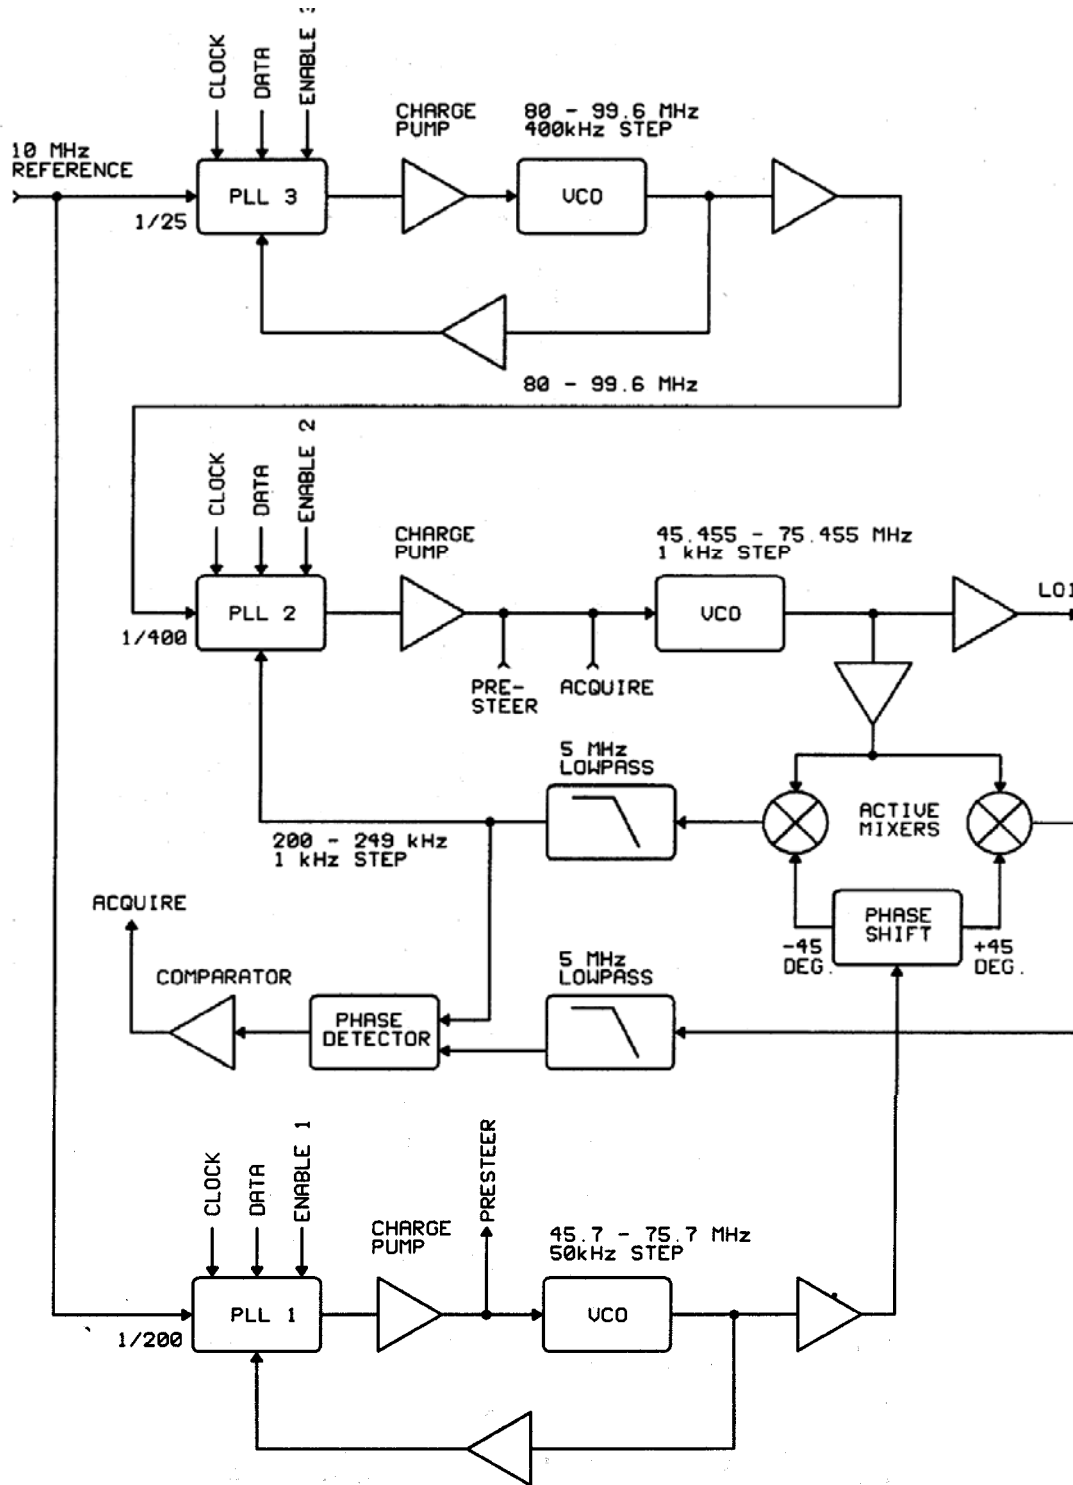 CLOCK
DATA
ENABLE 3
CHARGE
PUMP
80 - 99.6 MHz
400kHz STEP
10 MHz
REFERENCE
PLL 3
VCO
1/25
80 - 99.6 MHz
CLOCK
DATA
ENABLE 2
CHARGE
PUMP
45.455 - 75.455 MHz
1 kHz STEP
LO1
PLL 2
VCO
1/400
PRE-
STEER
ACQUIRE
5 MHz
LOWPASS
ACTIVE
MIXERS
200 - 249 kHz
1 kHz STEP
ACQUIRE
PHASE
SHIFT
-45
DEG.
+45
DEG.
COMPARATOR
5 MHz
LOWPASS
PHASE
DETECTOR
CLOCK
DATA
ENABLE 1
PRESTEER
CHARGE
PUMP
45.7 - 75.7 MHz
50kHz STEP
PLL 1
VCO
1/200